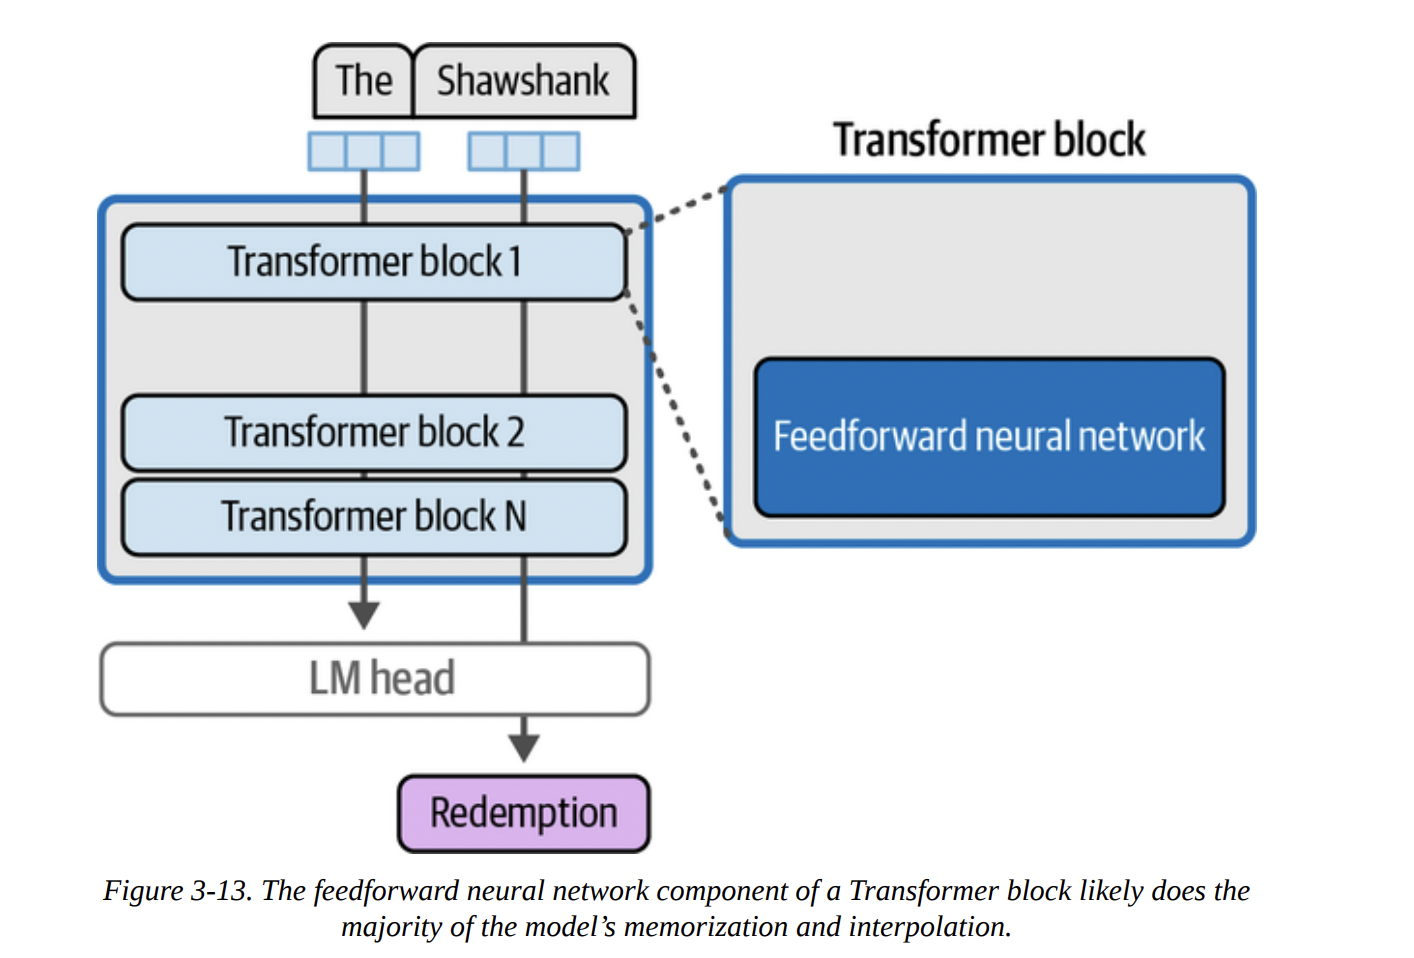 The Shawshank
Transformer block
Transformer block 1
Transformer block 2
Feedforward neural network
Transformer block N
LM head
Redemption
Figure 3-13. The feedforward neural network component of a Transformer block likely does the
majority of the model’s memorization and interpolation.